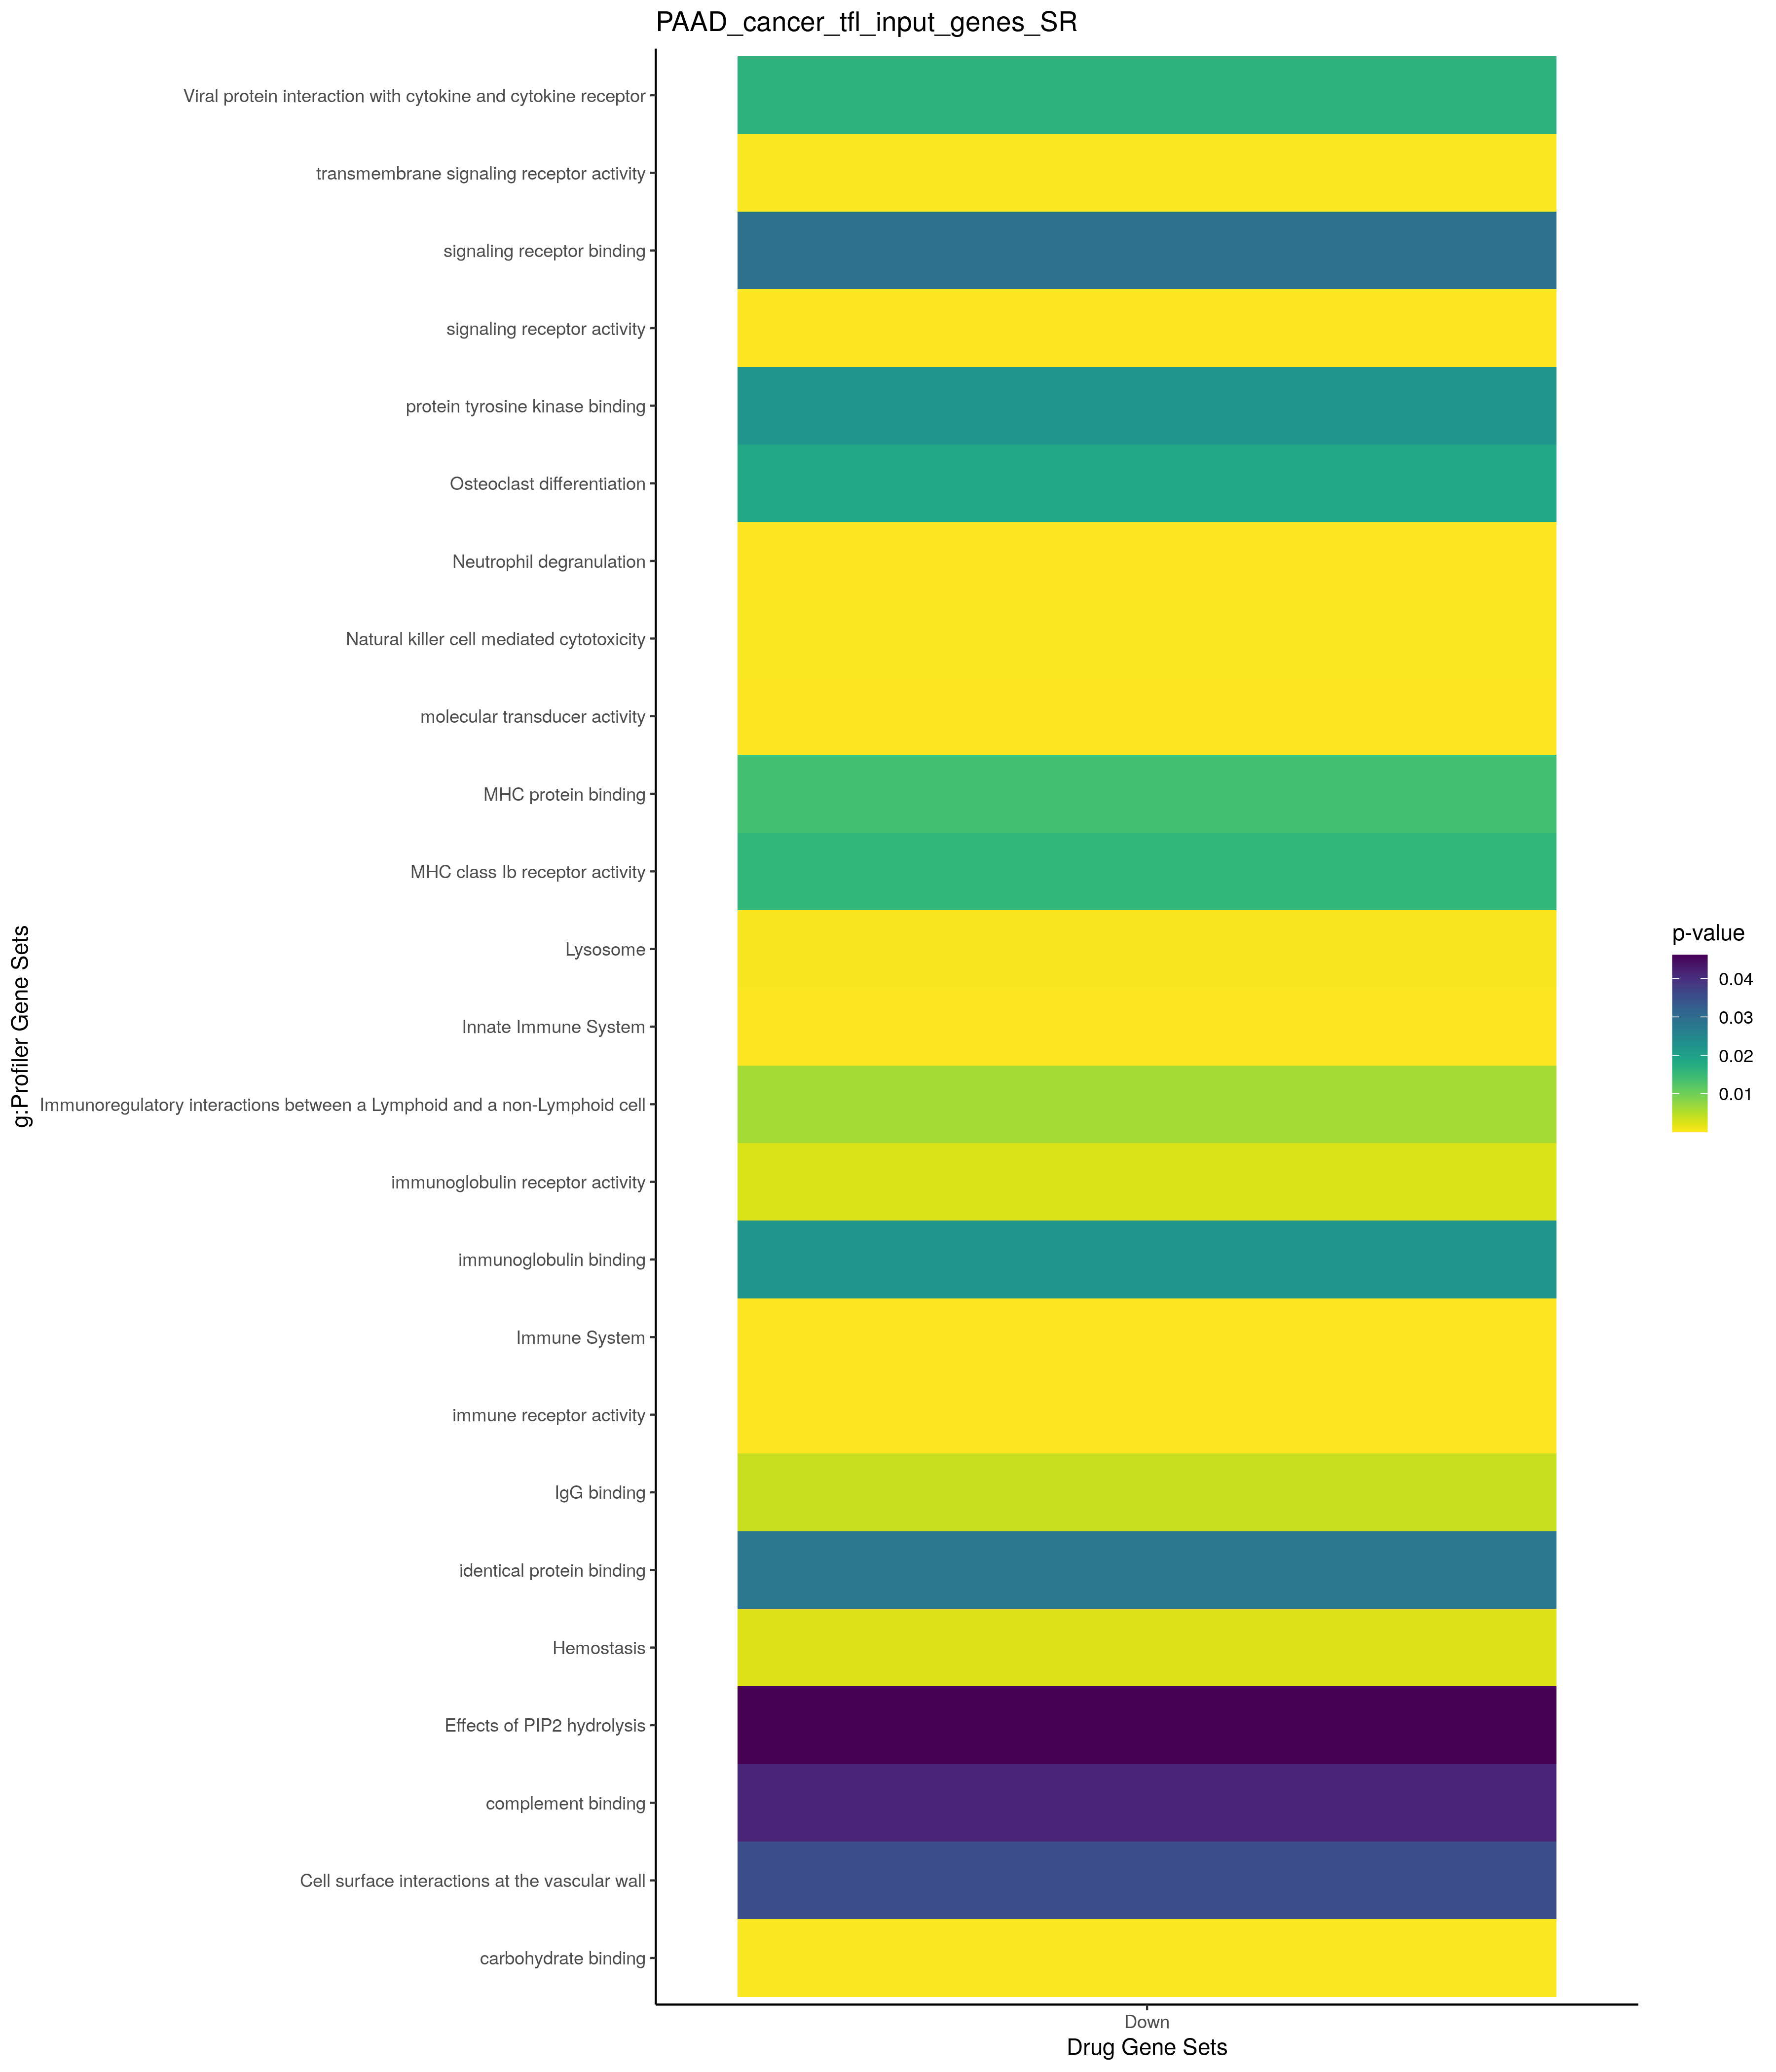 PAAD_cancer_tfl_input_genes_SR
Viral protein interaction with cytokine and cytokine receptor
transmembrane signaling receptor activity
signaling receptor binding
signaling receptor activity
protein tyrosine kinase binding
Osteoclast differentiation
Neutrophil degranulation
Natural killer cell mediated cytotoxicity
molecular transducer activity
MHC protein binding
MHC class Ib receptor activity
Lysosome
Innate Immune System
Immunoregulatory interactions between a Lymphoid and a non-Lymphoid cell
immunoglobulin receptor activity
immunoglobulin binding
Immune System
immune receptor activity
IgG binding
identical protein binding
Hemostasis
Effects of PIP2 hydrolysis
complement binding
Cell surface interactions at the vascular wall
carbohydrate binding
g:Profiler Gene Sets
Down
Drug Gene Sets
p-value
0.04
0.03
0.02
0.01